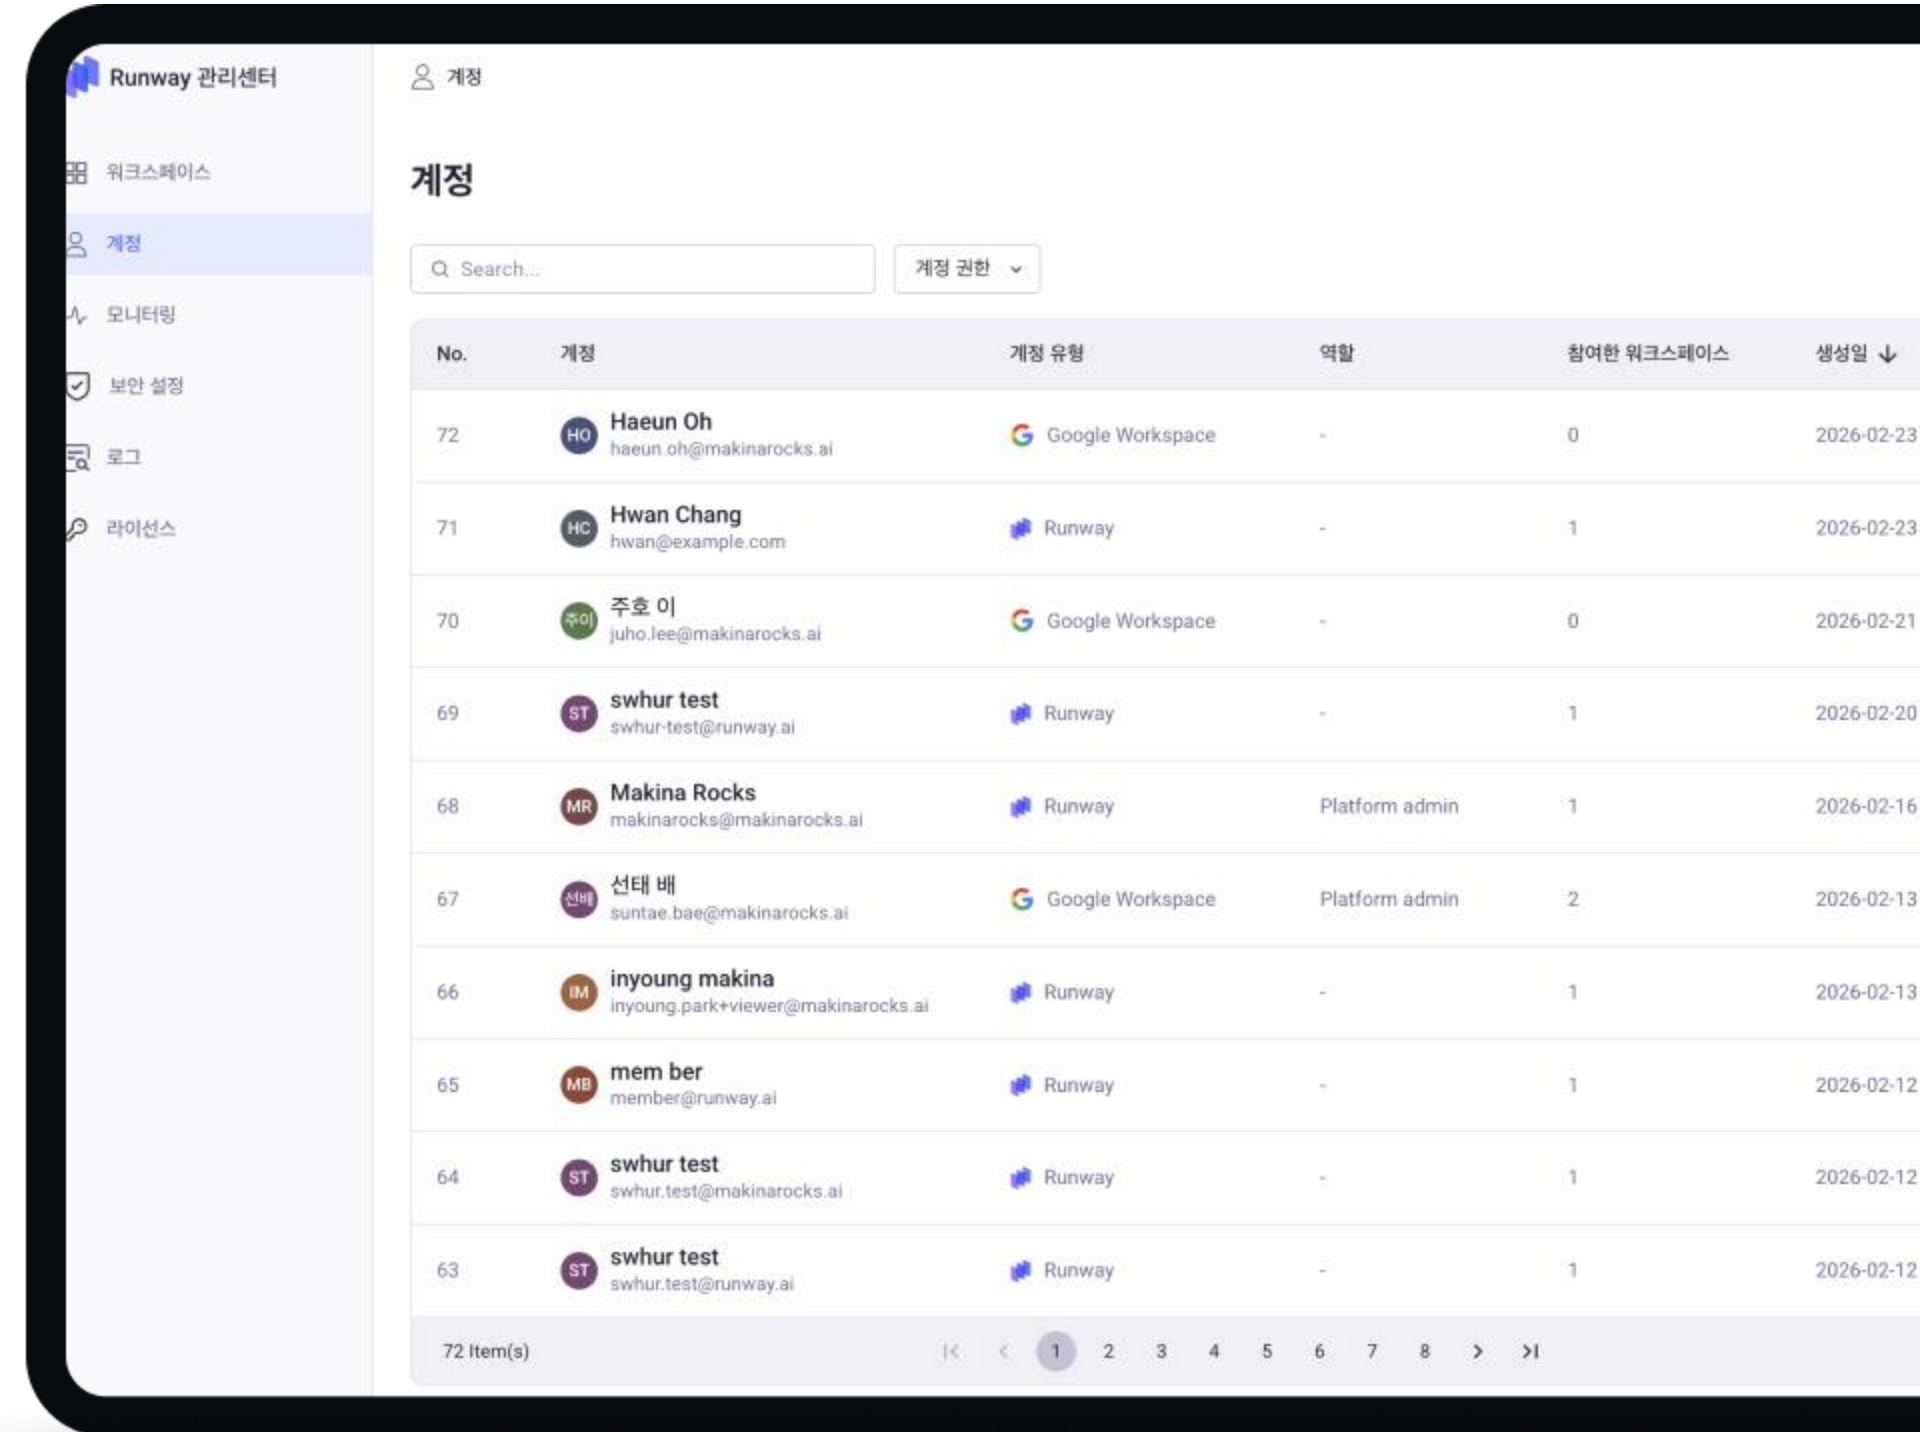 Runway 관리센터
워크스페이스
계정
모니터링
보안 설정
로그
라이선스
계정
계정
Search...
계정 권한
No. 계정 계정 유형 역할 참여한 워크스페이스 생성일
72 HO Haeun Oh Google Workspace - 0 2026-02-23
haeun.oh@makinarocks.ai
71 HC Hwan Chang Runway - 1 2026-02-23
hwan@example.com
70 주이 주호 이 Google Workspace - 0 2026-02-21
juho.lee@makinarocks.ai
69 ST swhur test Runway - 1 2026-02-20
swhur-test@runway.ai
68 MR Makina Rocks Runway Platform admin 1 2026-02-16
makinarocks@makinarocks.ai
67 선배 선태 배 Google Workspace Platform admin 2 2026-02-13
suntae.bae@makinarocks.ai
66 IM inyoung makina Runway - 1 2026-02-13
inyoung.park+viewer@makinarocks.ai
65 MB mem ber Runway - 1 2026-02-12
member@runway.ai
64 ST swhur test Runway - 1 2026-02-12
swhur.test@makinarocks.ai
63 ST swhur test Runway - 1 2026-02-12
swhur.test@runway.ai
72 Item(s) 1 2 3 4 5 6 7 8